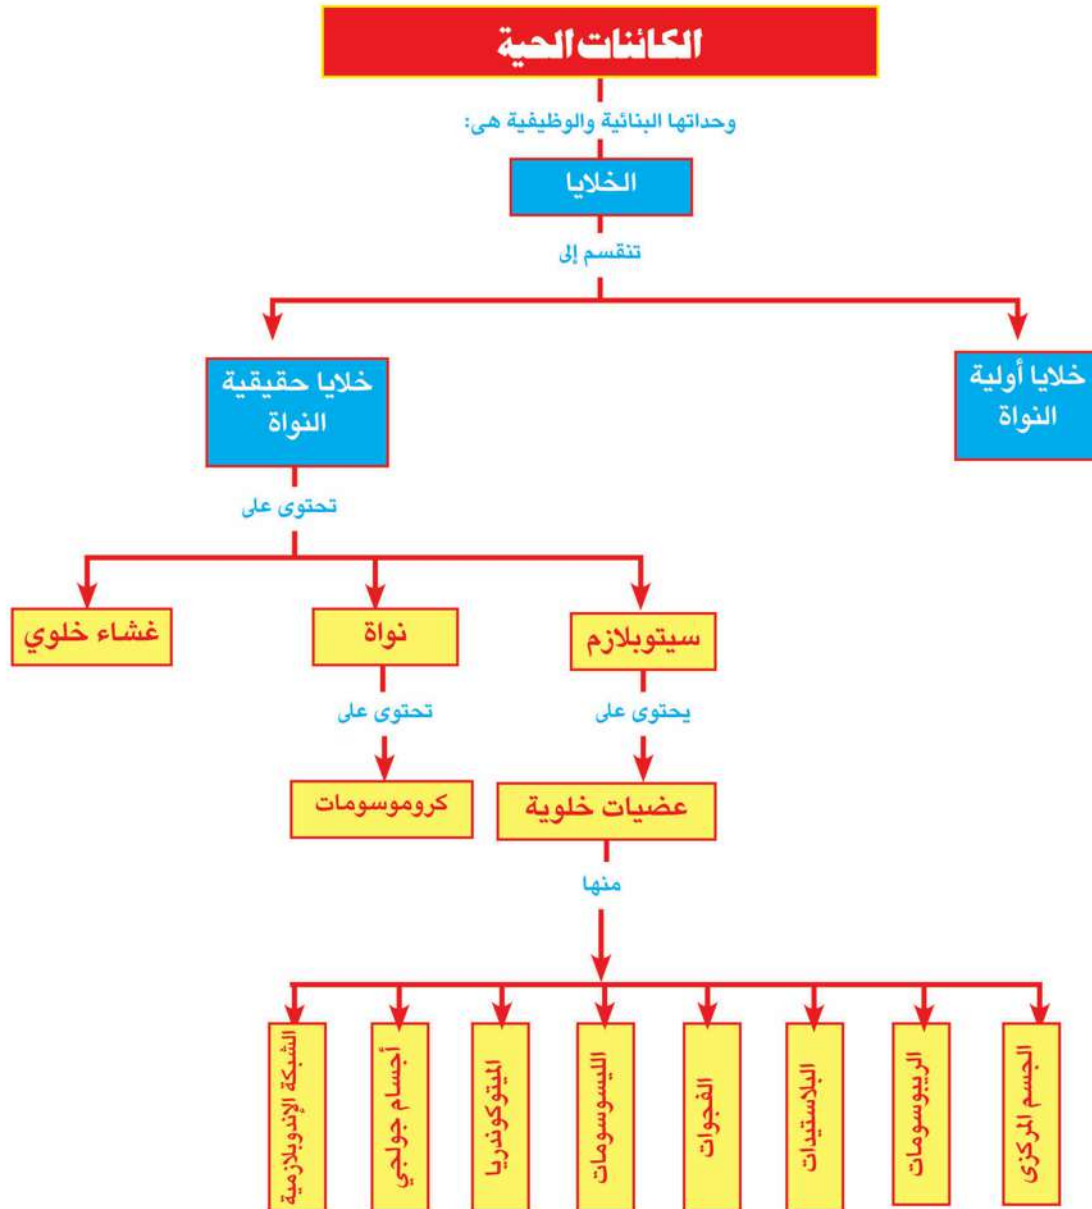 الكائنات الحية
وحداتها البنائية والوظيفية هى:
الخلايا
تنقسم إلى
خلايا أولية
النواة
خلايا حقيقية
النواة
تحتوى على
سيتوبلازم
نواة
غشاء خلوي
يحتوى على
تحتوى على
عضيات خلوية
كروموسومات
منها
الجسم المركزى
الريبوسومات
البلاستيدات
الفجوات
الليسوسومات
الميتوكوندريا
أجسام جولجي
الشبكة الإندوبلازمية